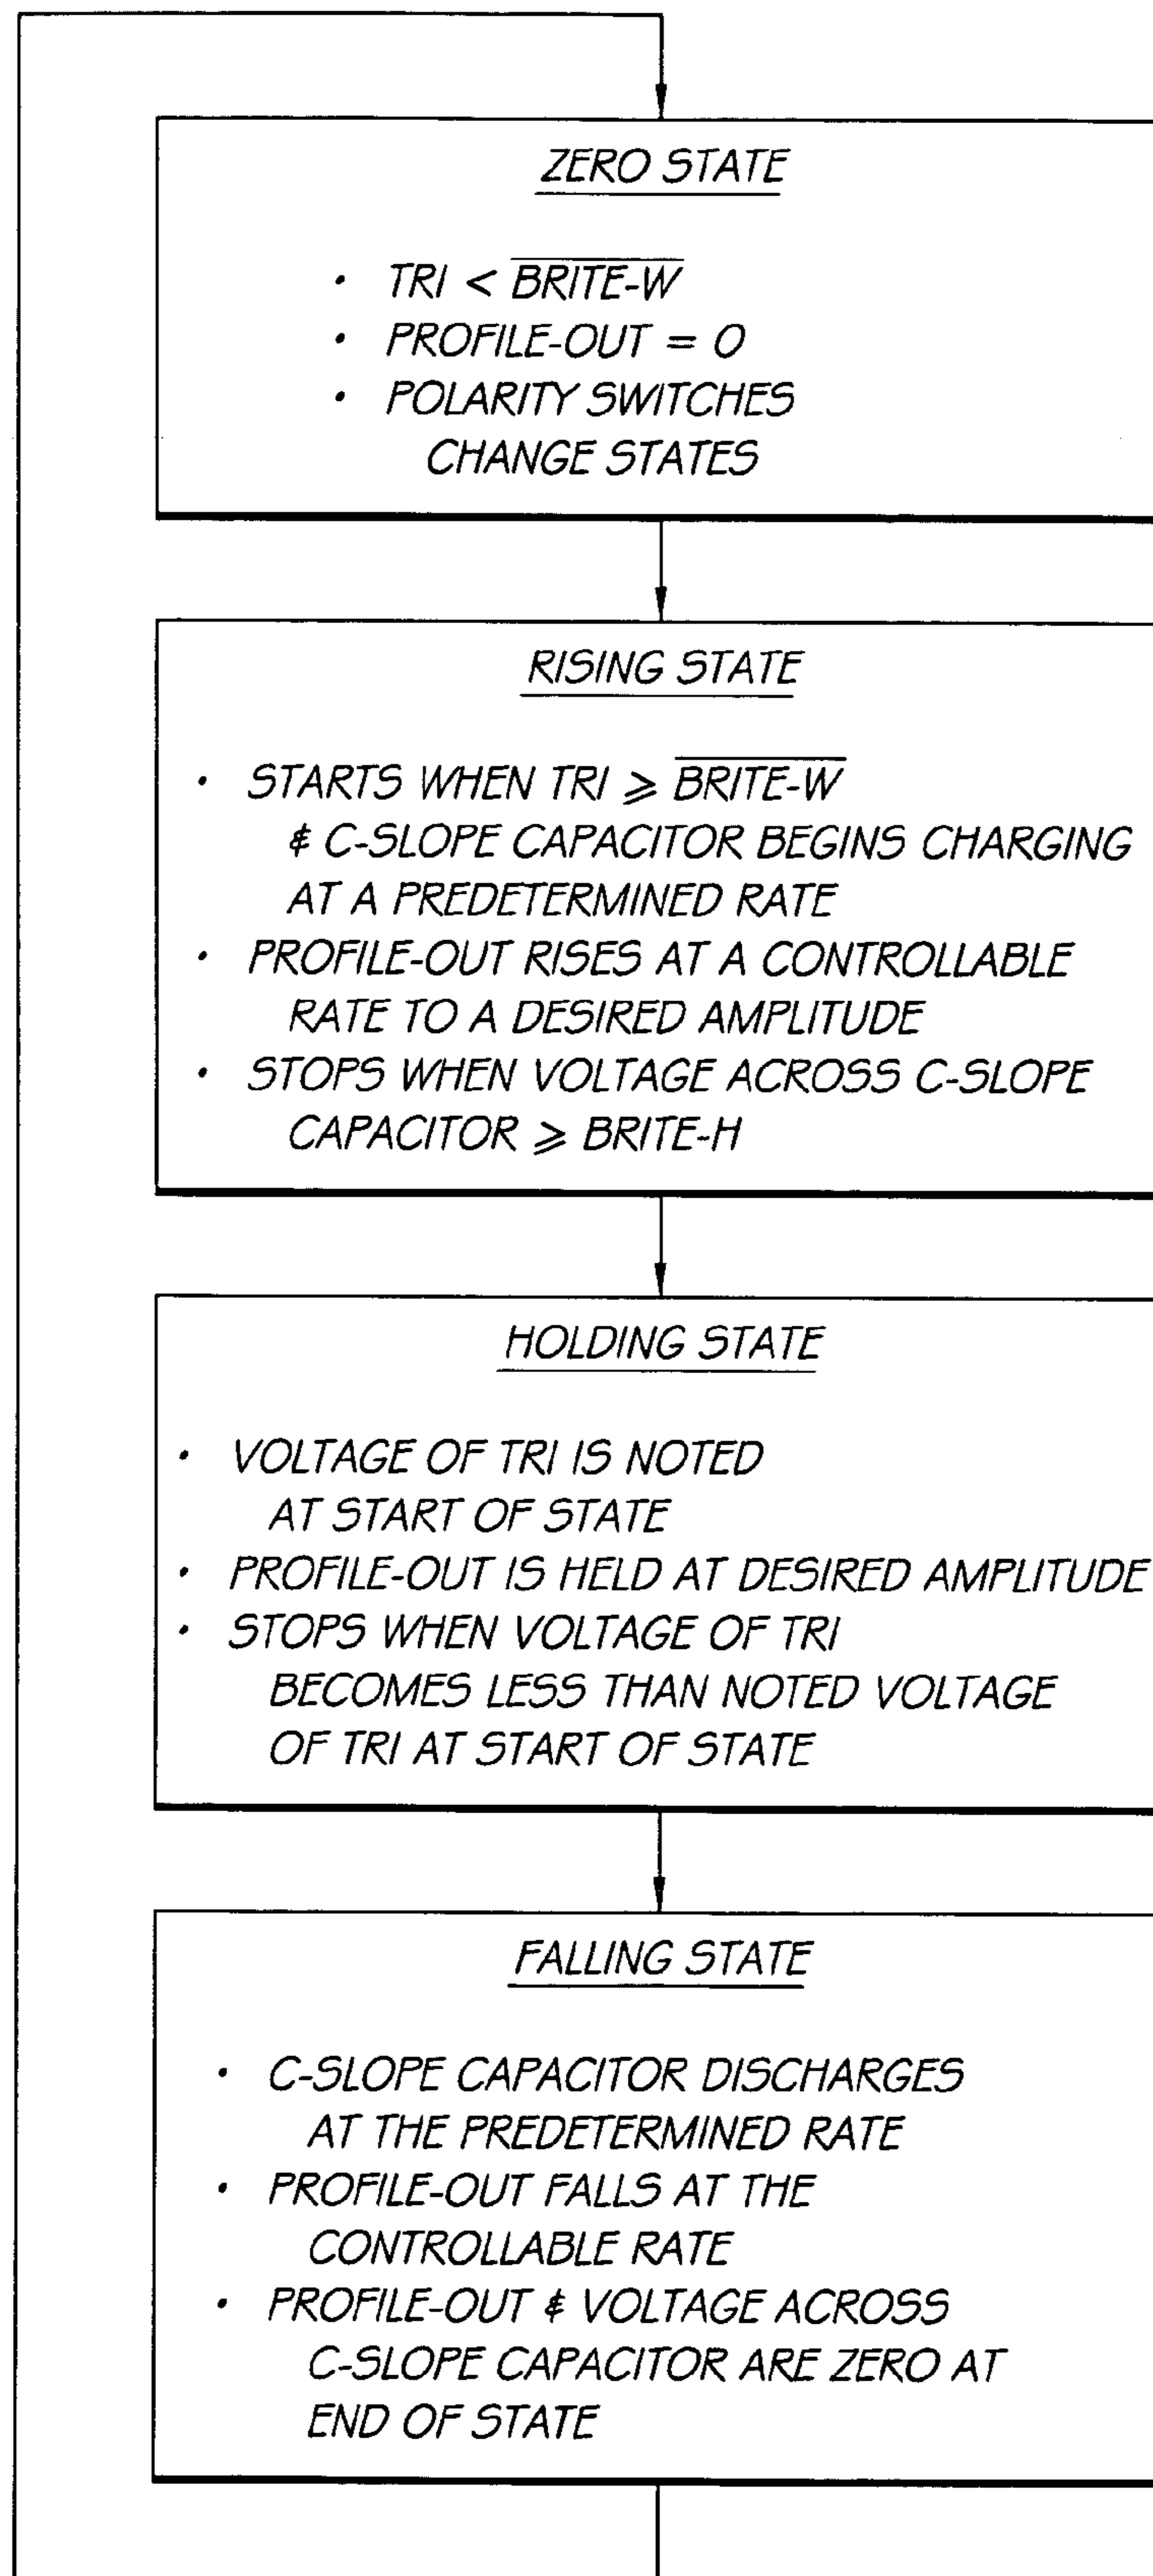 ZERO STATE
• TRI < B̅R̅I̅T̅E̅-̅W̅
• PROFILE-OUT = 0
• POLARITY SWITCHES
CHANGE STATES
RISING STATE
• STARTS WHEN TRI ⩾ B̅R̅I̅T̅E̅-̅W̅
& C-SLOPE CAPACITOR BEGINS CHARGING
AT A PREDETERMINED RATE
• PROFILE-OUT RISES AT A CONTROLLABLE
RATE TO A DESIRED AMPLITUDE
• STOPS WHEN VOLTAGE ACROSS C-SLOPE
CAPACITOR ⩾ BRITE-H
HOLDING STATE
• VOLTAGE OF TRI IS NOTED
AT START OF STATE
• PROFILE-OUT IS HELD AT DESIRED AMPLITUDE
• STOPS WHEN VOLTAGE OF TRI
BECOMES LESS THAN NOTED VOLTAGE
OF TRI AT START OF STATE
FALLING STATE
• C-SLOPE CAPACITOR DISCHARGES
AT THE PREDETERMINED RATE
• PROFILE-OUT FALLS AT THE
CONTROLLABLE RATE
• PROFILE-OUT & VOLTAGE ACROSS
C-SLOPE CAPACITOR ARE ZERO AT
END OF STATE